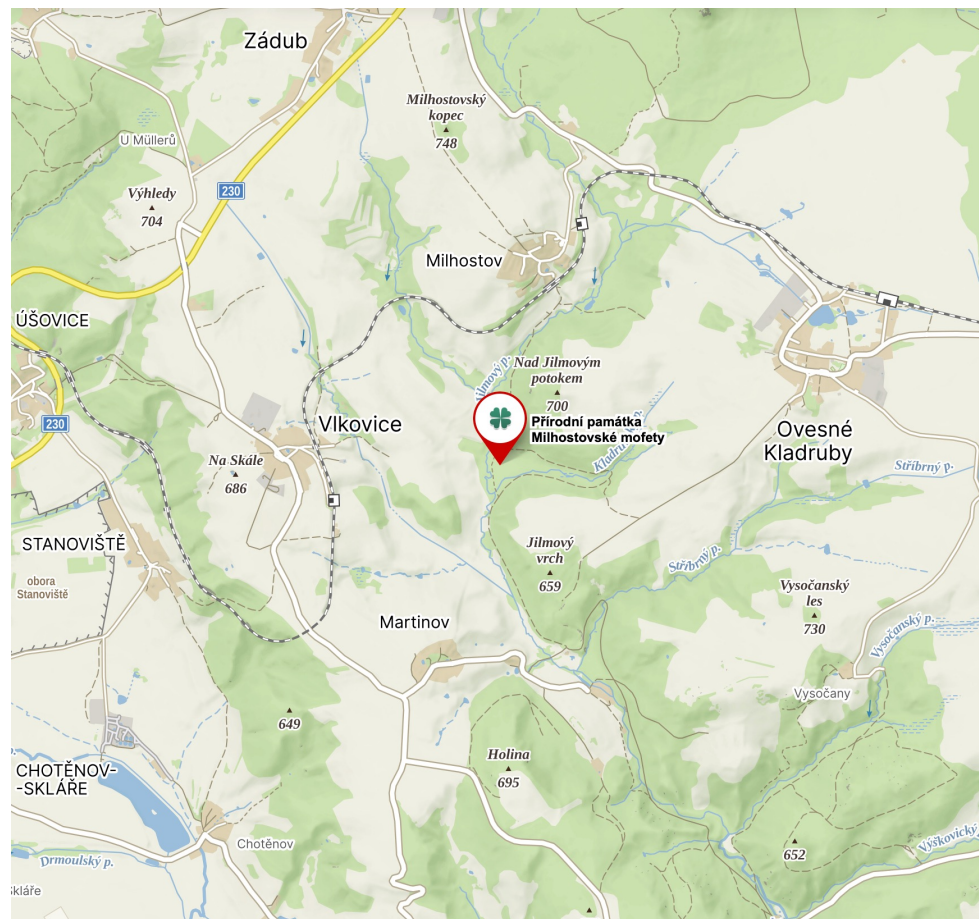 Zádub
Milhostovský
kopec
748
U Müllerů
Výhledy
704
230
Milhostov
ÚŠOVICE
Jilmový p.
Nad Jilmovým
potokem
700
Přírodní památka
Milhostovské mofety
230
Vlkovice
Ovesné
Kladruby
Na Skále
686
Stříbrný p.
STANOVIŠTĚ
Jilmový
vrch
659
Stříbrný p.
obora
Stanoviště
Vysočanský
les
730
Martinov
Vysočanský p.
Vysočany
649
Holina
695
CHOTĚNOV-
-SKLÁŘE
Chotěnov
Drmoulský p.
652
Výškovický
kláře